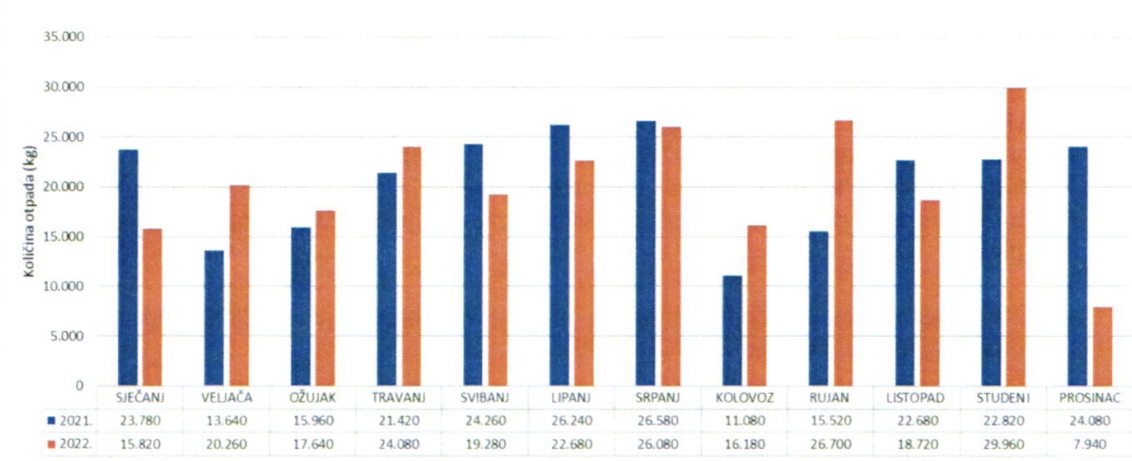 Količina otpada (kg)
35.000
30.000
25.000
20.000
15.000
10.000
5.000
0
SJEČANJ VELJAČA OŽUJAK TRAVANJ SVIBANJ LIPANJ SRPANJ KOLOVOZ RUJAN LISTOPAD STUDENI PROSINAC
2021. 23.780 13.640 15.960 21.420 24.260 26.240 26.580 11.080 15.520 22.680 22.820 24.080
2022. 15.820 20.260 17.640 24.080 19.280 22.680 26.080 16.180 26.700 18.720 29.960 7.940